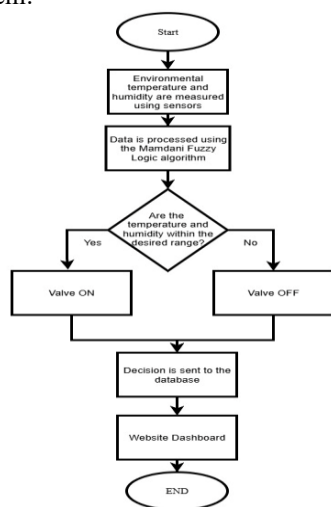 Start
Environmental
temperature and
humidity are measured
using sensors
Data is processed using
the Mamdani Fuzzy
Logic algorithm
Are the
temperature and
humidity within the
desired range?
Yes
No
Valve ON
Valve OFF
Decision is sent to the
database
Website Dashboard
END